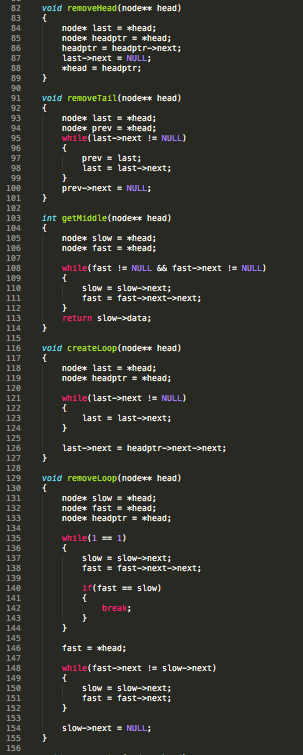 82 void removeHead(node** head)
83 {
84     node* last = *head;
85     node* headptr = *head;
86     headptr = headptr->next;
87     last->next = NULL;
88     *head = headptr;
89 }
90
91 void removeTail(node** head)
92 {
93     node* last = *head;
94     node* prev = *head;
95     while(last->next != NULL)
96     {
97         prev = last;
98         last = last->next;
99     }
100     prev->next = NULL;
101 }
102
103 int getMiddle(node** head)
104 {
105     node* slow = *head;
106     node* fast = *head;
107
108     while(fast != NULL && fast->next != NULL)
109     {
110         slow = slow->next;
111         fast = fast->next->next;
112     }
113     return slow->data;
114 }
115
116 void createLoop(node** head)
117 {
118     node* last = *head;
119     node* headptr = *head;
120
121     while(last->next != NULL)
122     {
123         last = last->next;
124     }
125
126     last->next = headptr->next->next;
127 }
128
129 void removeLoop(node** head)
130 {
131     node* slow = *head;
132     node* fast = *head;
133     node* headptr = *head;
134
135     while(1 == 1)
136     {
137         slow = slow->next;
138         fast = fast->next->next;
139
140         if(fast == slow)
141         {
142             break;
143         }
144     }
145
146     fast = *head;
147
148     while(fast->next != slow->next)
149     {
150         slow = slow->next;
151         fast = fast->next;
152     }
153
154     slow->next = NULL;
155 }
156